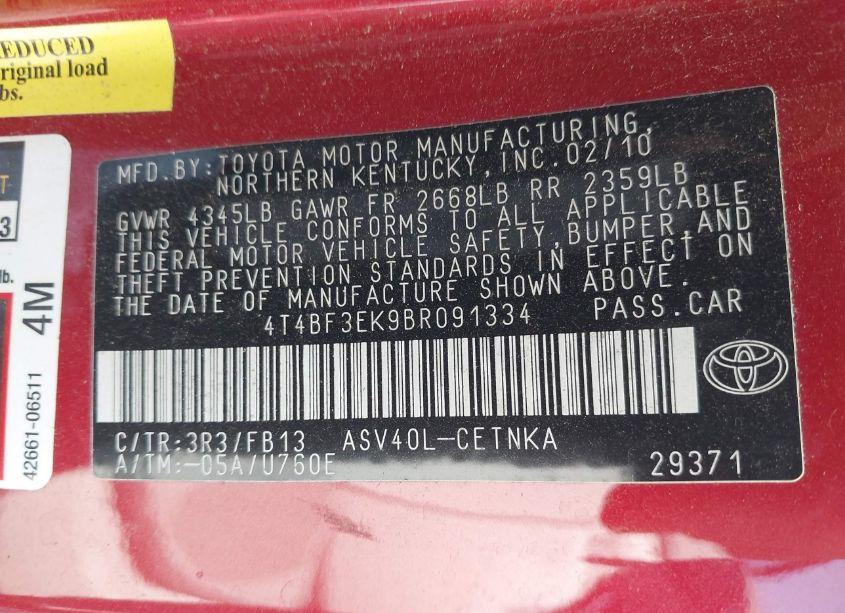 REDUCED
riginal load
bs.
T
3
lb.
4M
42661-06511
MFD.BY:TOYOTA MOTOR MANUFACTURING,
NORTHERN KENTUCKY,INC.02/10
GVWR 4345LB GAWR FR 2668LB RR 2359LB
THIS VEHICLE CONFORMS TO ALL APPLICABLE
FEDERAL MOTOR VEHICLE SAFETY,BUMPER,AND
THEFT PREVENTION STANDARDS IN EFFECT ON
THE DATE OF MANUFACTURE SHOWN ABOVE.
4T4BF3EK9BR091334 PASS.CAR
C/TR:3R3/FB13 ASV40L-CETNKA
A/TM:-05A/U760E 29371